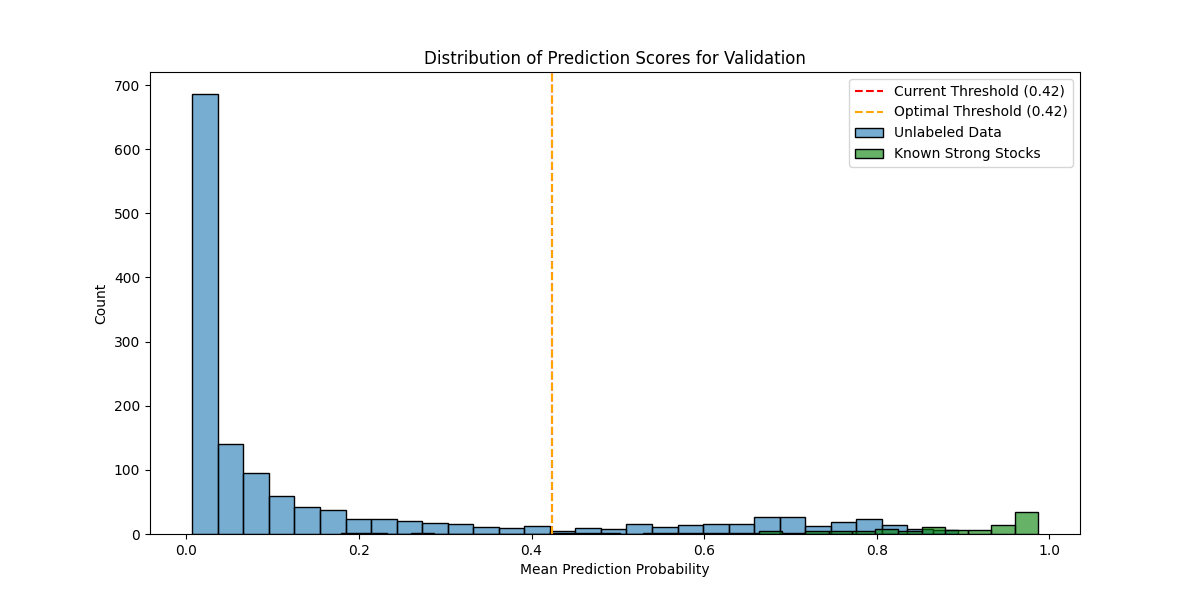 Distribution of Prediction Scores for Validation
Current Threshold (0.42)
Optimal Threshold (0.42)
Unlabeled Data
Known Strong Stocks
700
600
500
400
300
200
100
0
Count
0.0 0.2 0.4 0.6 0.8 1.0
Mean Prediction Probability